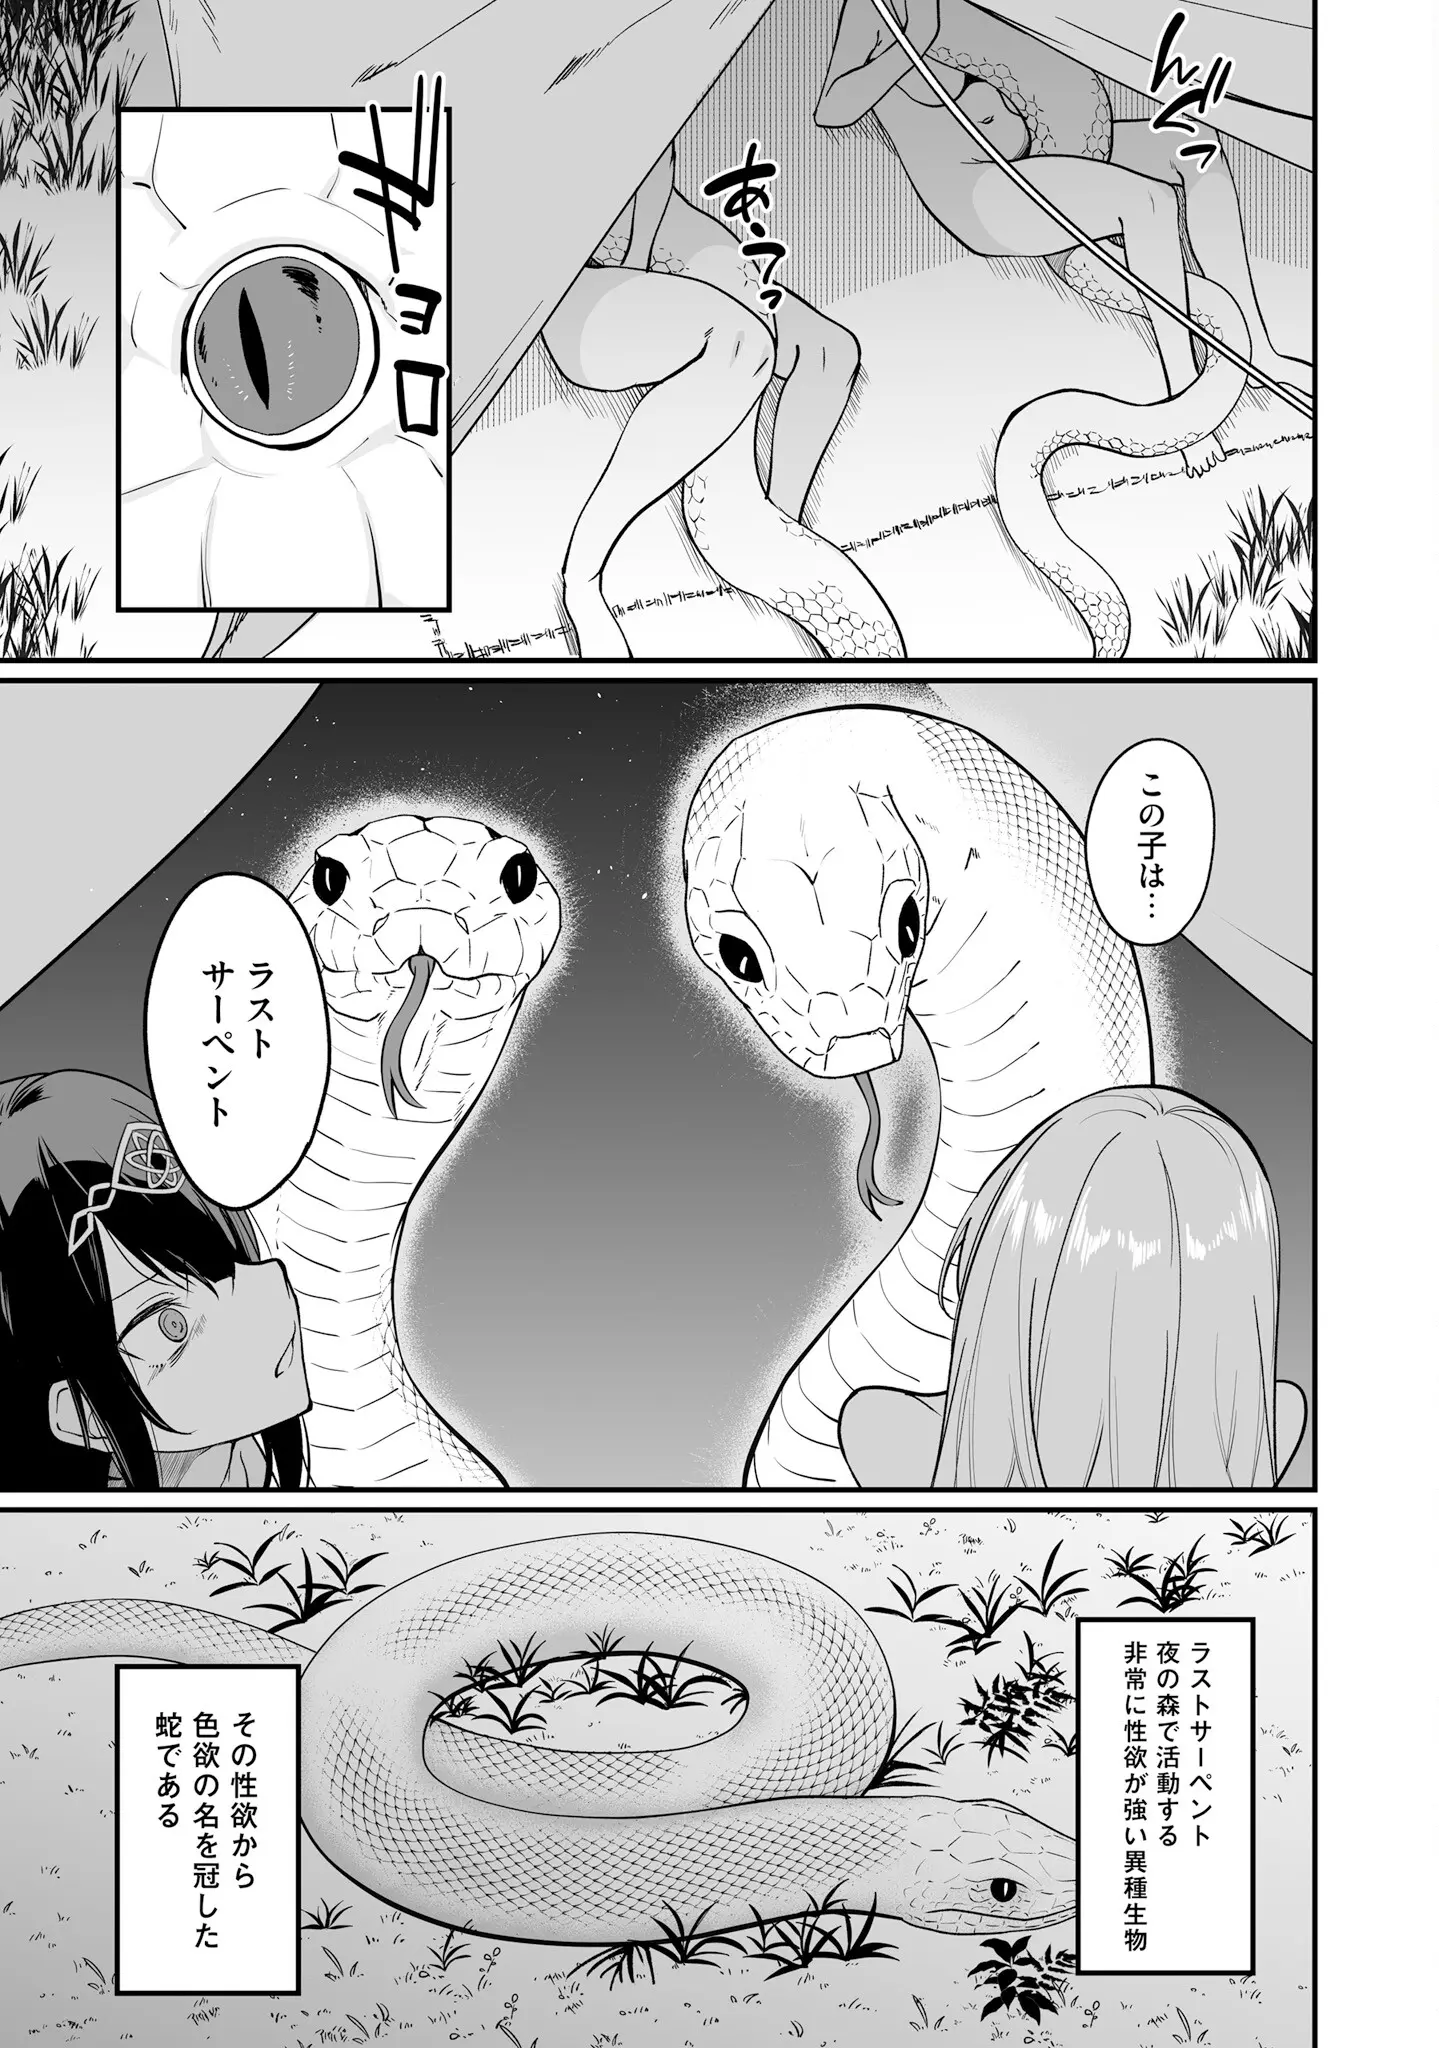 んぐっ
あぁっ
ギョロ
この子は…
ラスト
サーペント
ラストサーペント
夜の森で活動する
非常に性欲が強い異種生物
その性欲から
色欲の名を冠した
蛇である